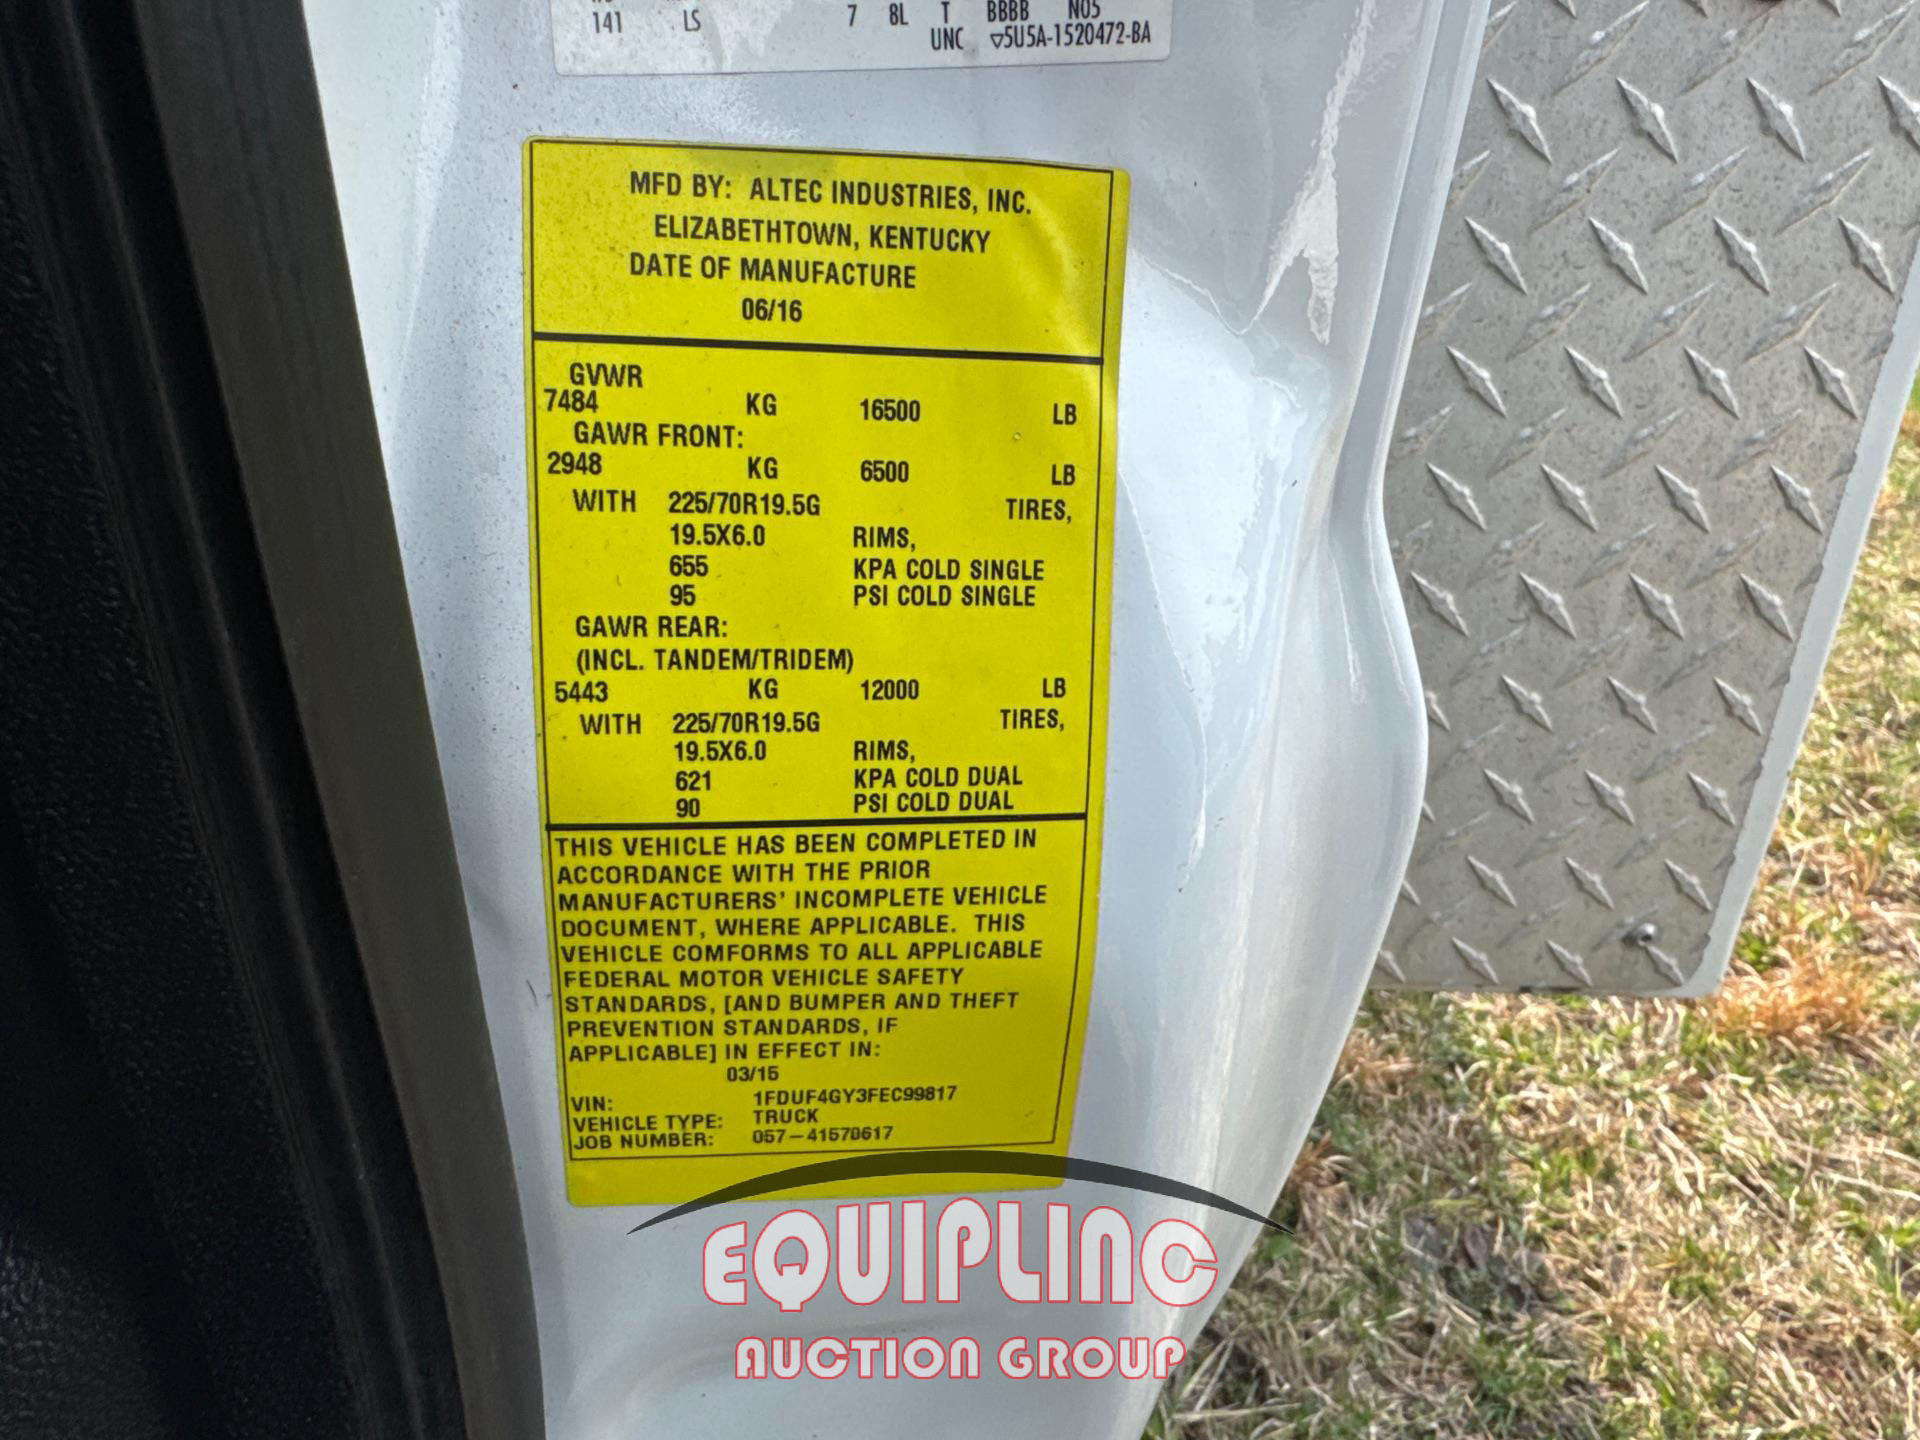 141 LS 7 8L T BBBB N05
UNC ▽5U5A-1520472-BA
MFD BY: ALTEC INDUSTRIES, INC.
ELIZABETHTOWN, KENTUCKY
DATE OF MANUFACTURE
06/16
GVWR
7484 KG 16500 LB
GAWR FRONT:
2948 KG 6500 LB
WITH 225/70R19.5G TIRES,
19.5X6.0 RIMS,
655 KPA COLD SINGLE
95 PSI COLD SINGLE
GAWR REAR:
(INCL. TANDEM/TRIDEM)
5443 KG 12000 LB
WITH 225/70R19.5G TIRES,
19.5X6.0 RIMS,
621 KPA COLD DUAL
90 PSI COLD DUAL
THIS VEHICLE HAS BEEN COMPLETED IN
ACCORDANCE WITH THE PRIOR
MANUFACTURERS' INCOMPLETE VEHICLE
DOCUMENT, WHERE APPLICABLE. THIS
VEHICLE COMFORMS TO ALL APPLICABLE
FEDERAL MOTOR VEHICLE SAFETY
STANDARDS, [AND BUMPER AND THEFT
PREVENTION STANDARDS, IF
APPLICABLE] IN EFFECT IN:
03/15
VIN: 1FDUF4GY3FEC99817
VEHICLE TYPE: TRUCK
JOB NUMBER: 057-41570617
EQUIPLINC
AUCTION GROUP